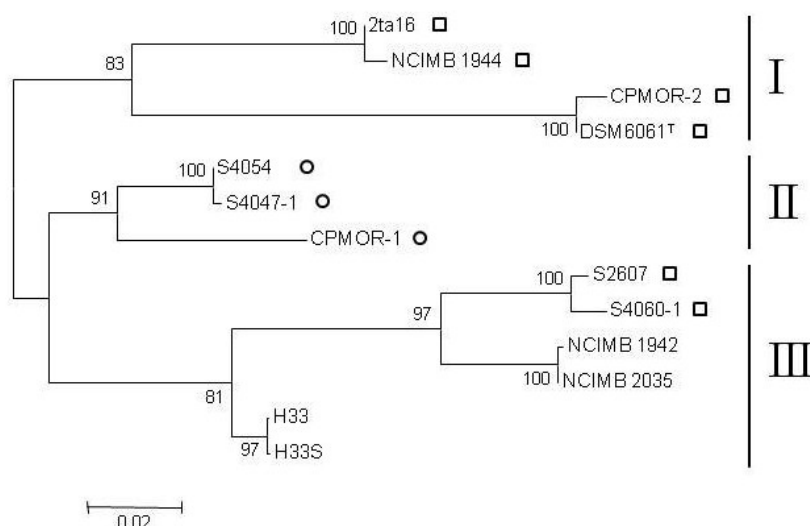 100 2ta16
NCIMB 1944
83
CPMOR-2
I
100 DSM6061ᵀ
100 S4054
91 S4047-1
II
CPMOR-1
100 S2607
97 S4060-1
NCIMB 1942
III
100 NCIMB 2035
81
H33
97 H33S
0.02